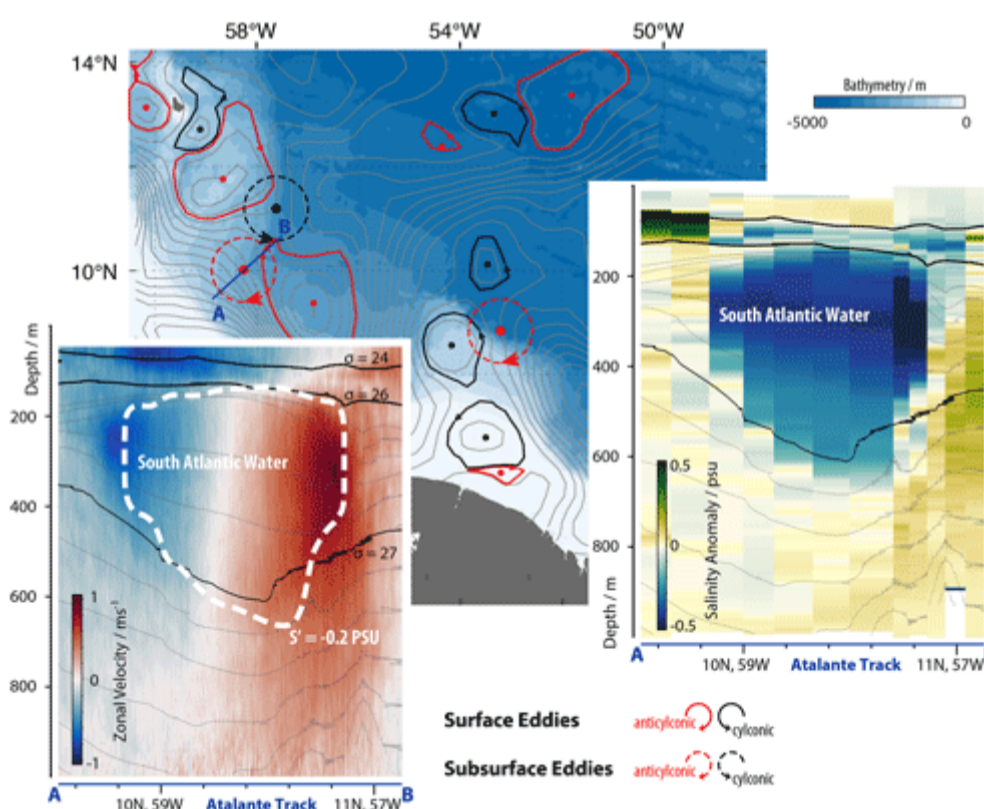 58°W 54°W 50°W
14°N
10°N
Bathymetry / m
-5000 0
B
A
Depth / m
200
400
600
800
σ = 24
σ = 26
South Atlantic Water
σ = 27
S' = -0.2 PSU
1
0
-1
Zonal Velocity / ms⁻¹
A B
10N, 59W Atalante Track 11N, 57W
200
400
600
800
Depth / m
South Atlantic Water
0.5
0
-0.5
Salinity Anomaly / psu
A
10N, 59W Atalante Track 11N, 57W
Surface Eddies anticylconic cylconic
Subsurface Eddies anticylconic cylconic